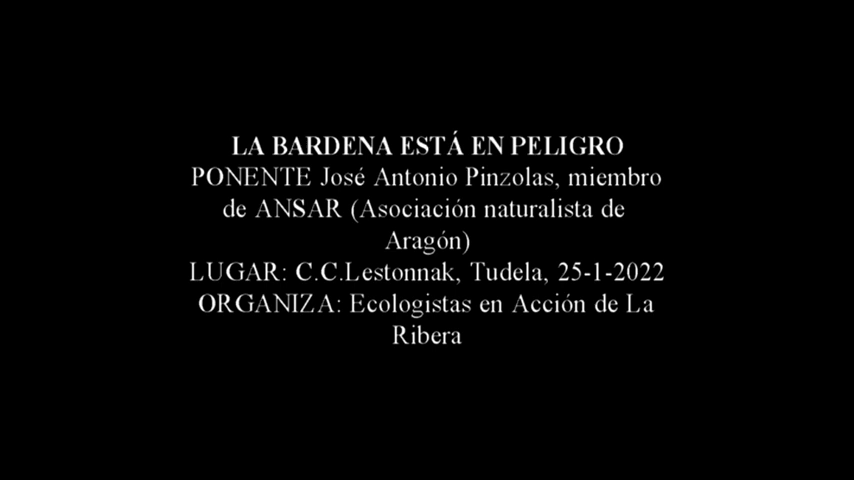 LA BARDENA ESTÁ EN PELIGRO
PONENTE José Antonio Pinzolas, miembro
de ANSAR (Asociación naturalista de
Aragón)
LUGAR: C.C.Lestonnak, Tudela, 25-1-2022
ORGANIZA: Ecologistas en Acción de La
Ribera